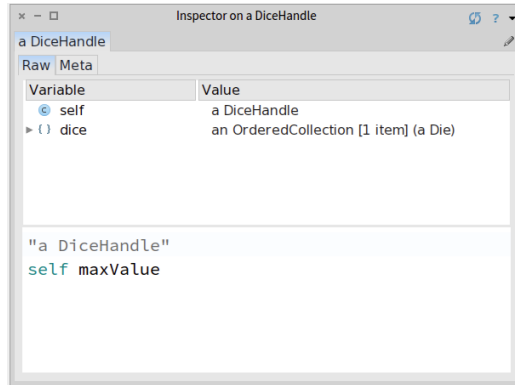 Inspector on a DiceHandle ?
a DiceHandle
Raw Meta
Variable Value
c self a DiceHandle
( ) dice an OrderedCollection [1 item] (a Die)
"a DiceHandle"
self maxValue